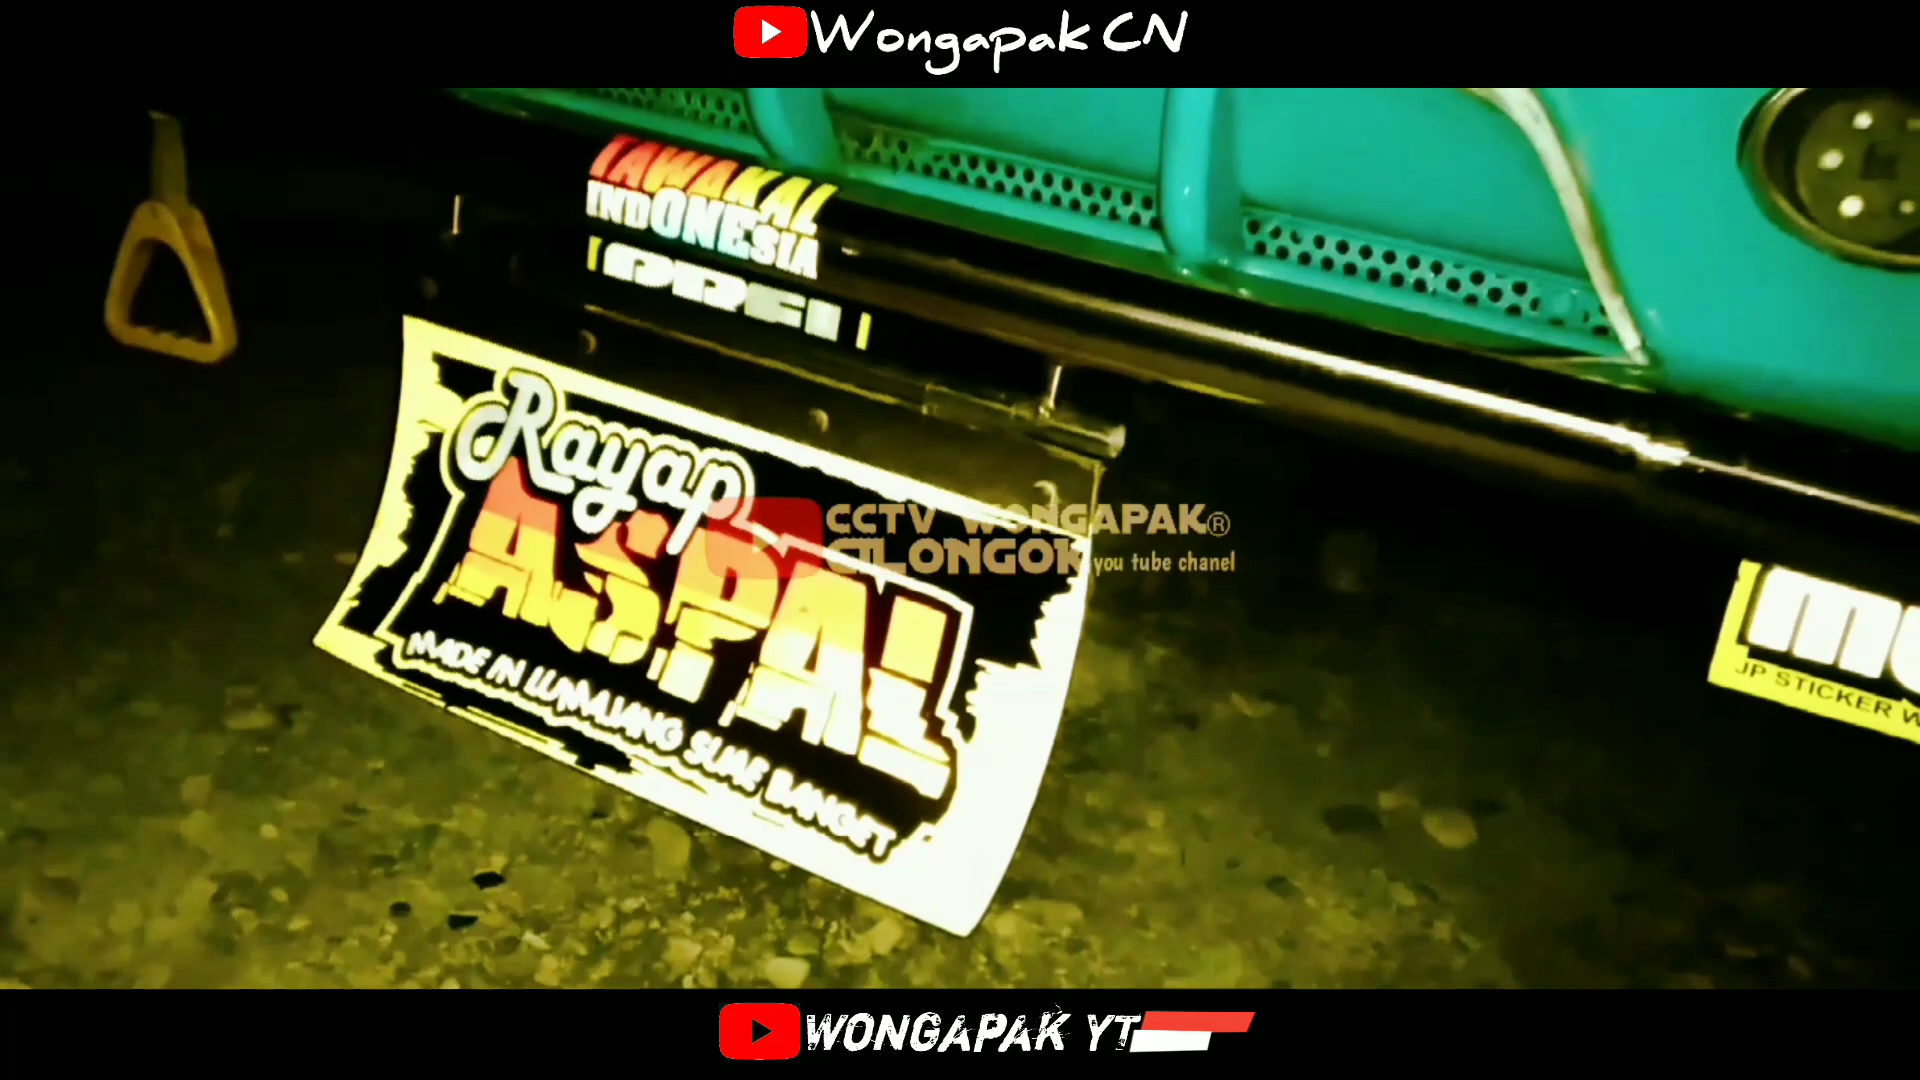 Wongapak CN
TAWAKAL
INDONESIA
Rayap
ASPAL
MADE IN LUMAJANG SUAE BANGET
CCTV WONGAPAK®
CILONGOK you tube chanel
JP STICKER
WONGAPAK YT